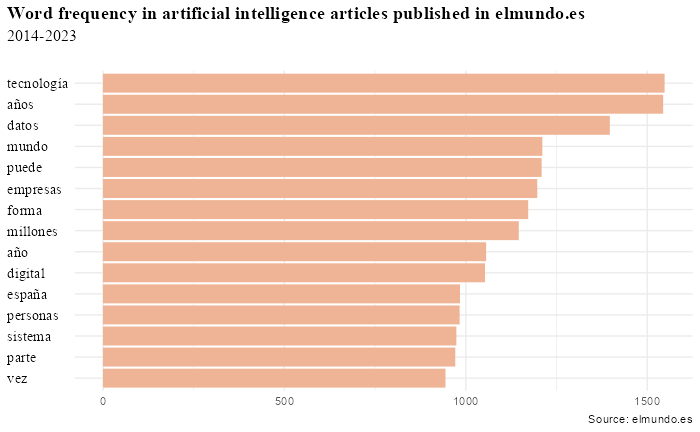 Word frequency in artificial intelligence articles published in elmundo.es
2014-2023
tecnología
años
datos
mundo
puede
empresas
forma
millones
año
digital
españa
personas
sistema
parte
vez
0 500 1000 1500
Source: elmundo.es